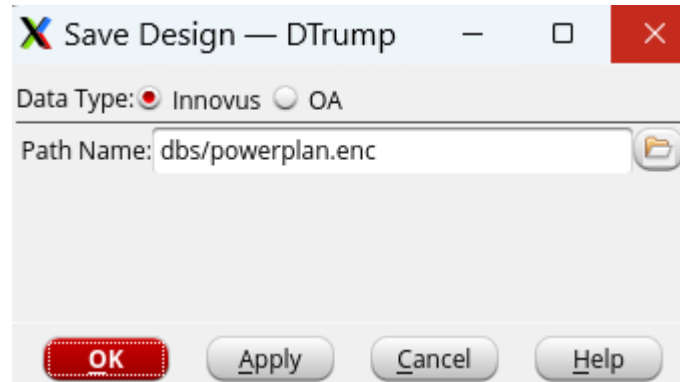 Save Design — DTrump
Data Type: Innovus OA
Path Name: dbs/powerplan.enc
OK Apply Cancel Help